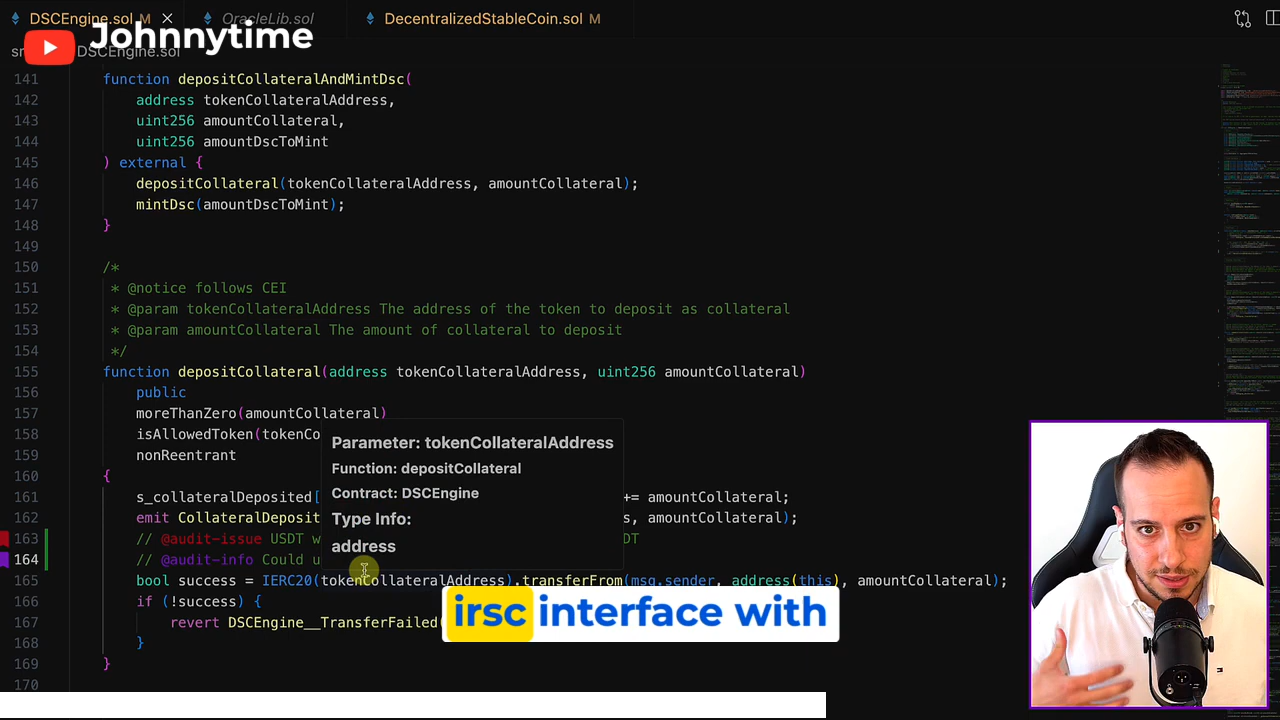 DSCEngine.sol M
OracleLib.sol
DecentralizedStableCoin.sol M
Johnnytime
DSCEngine.sol
141 function depositCollateralAndMintDsc(
142 address tokenCollateralAddress,
143 uint256 amountCollateral,
144 uint256 amountDscToMint
145 ) external {
146 depositCollateral(tokenCollateralAddress, amountCollateral);
147 mintDsc(amountDscToMint);
148 }
149
150 /*
151 * @notice follows CEI
152 * @param tokenCollateralAddress The address of the token to deposit as collateral
153 * @param amountCollateral The amount of collateral to deposit
154 */
155 function depositCollateral(address tokenCollateralAddress, uint256 amountCollateral)
156 public
157 moreThanZero(amountCollateral)
158 isAllowedToken(tokenCo
159 nonReentrant
160 {
161 s_collateralDeposited[ += amountCollateral;
162 emit CollateralDeposit s, amountCollateral);
163 // @audit-issue USDT w DT
164 // @audit-info Could u
165 bool success = IERC20(tokenCollateralAddress).transferFrom(msg.sender, address(this), amountCollateral);
166 if (!success) {
167 revert DSCEngine__TransferFailed(
168 }
169 }
170
Parameter: tokenCollateralAddress
Function: depositCollateral
Contract: DSCEngine
Type Info:
address
irsc interface with